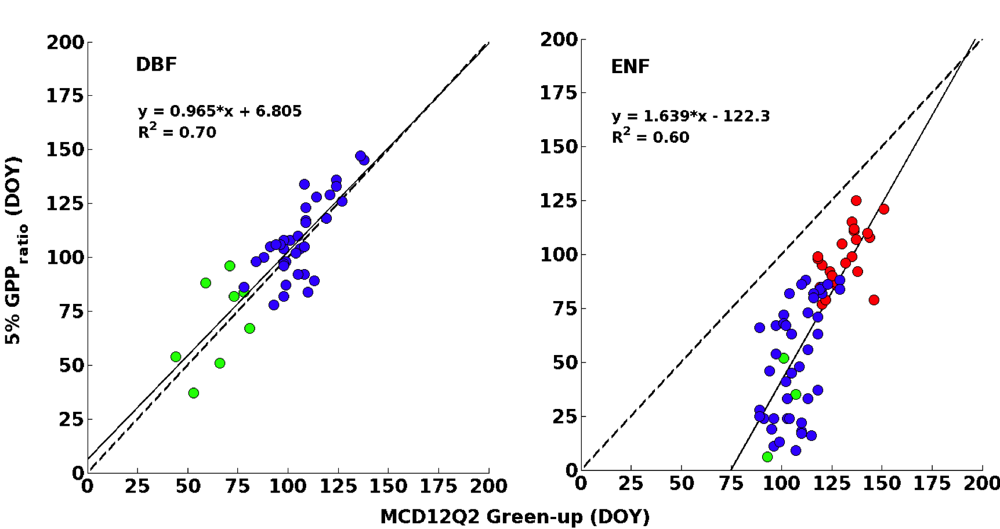 DBF
y = 0.965*x + 6.805
R² = 0.70
200
175
150
125
100
75
50
25
0
0 25 50 75 100 125 150 175 200
5% GPP ratio (DOY)
ENF
y = 1.639*x - 122.3
R² = 0.60
200
175
150
125
100
75
50
25
0
0 25 50 75 100 125 150 175 200
MCD12Q2 Green-up (DOY)